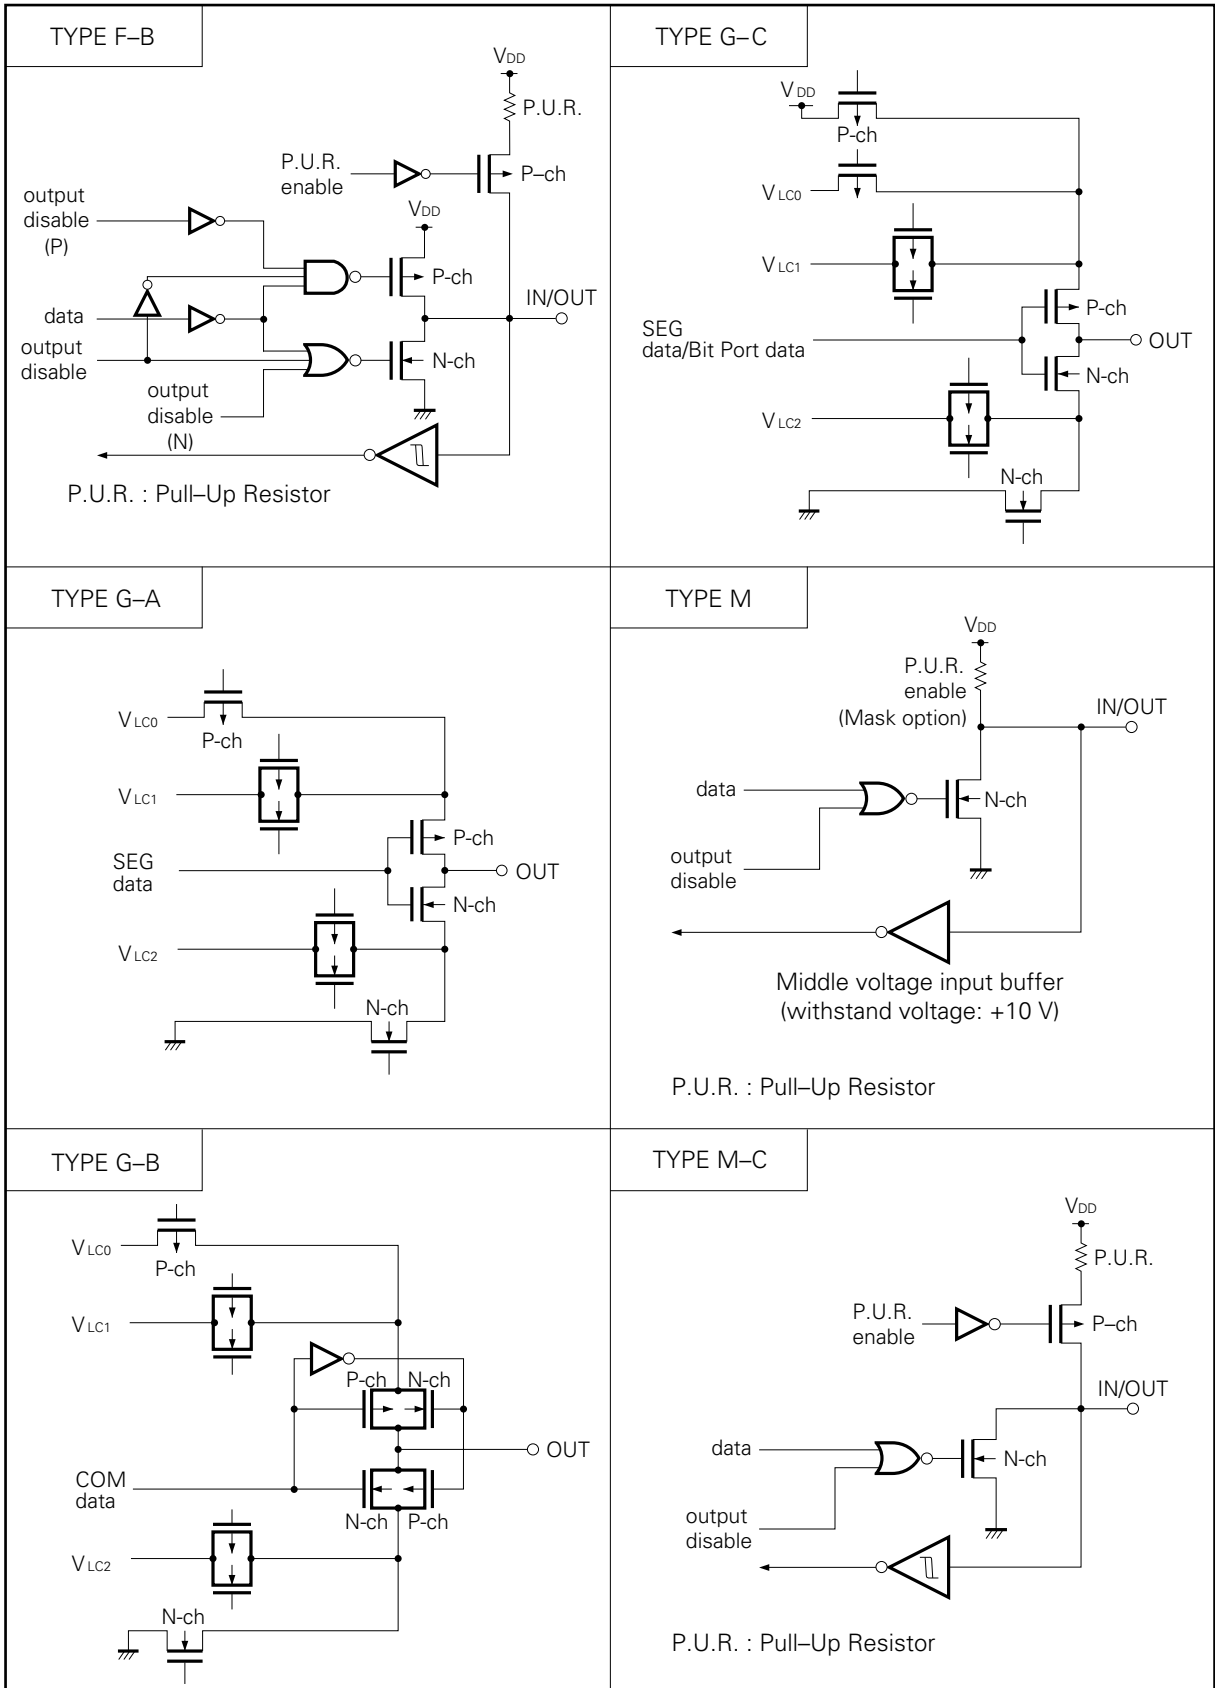 TYPE F–B
VDD
P.U.R.
P.U.R.
enable
P–ch
output
disable
(P)
VDD
P-ch
IN/OUT
data
output
disable
N-ch
output
disable
(N)
P.U.R. : Pull–Up Resistor
TYPE G–C
VDD
P-ch
VLC0
VLC1
P-ch
SEG
data/Bit Port data
OUT
N-ch
VLC2
N-ch
TYPE G–A
VLC0
P-ch
VLC1
P-ch
SEG
data
OUT
N-ch
VLC2
N-ch
TYPE M
VDD
P.U.R.
enable
(Mask option)
IN/OUT
data
N-ch
output
disable
Middle voltage input buffer
(withstand voltage: +10 V)
P.U.R. : Pull–Up Resistor
TYPE G–B
VLC0
P-ch
VLC1
P-ch N-ch
OUT
COM
data
N-ch P-ch
VLC2
N-ch
TYPE M–C
VDD
P.U.R.
P.U.R.
enable
P–ch
IN/OUT
data
N-ch
output
disable
P.U.R. : Pull–Up Resistor